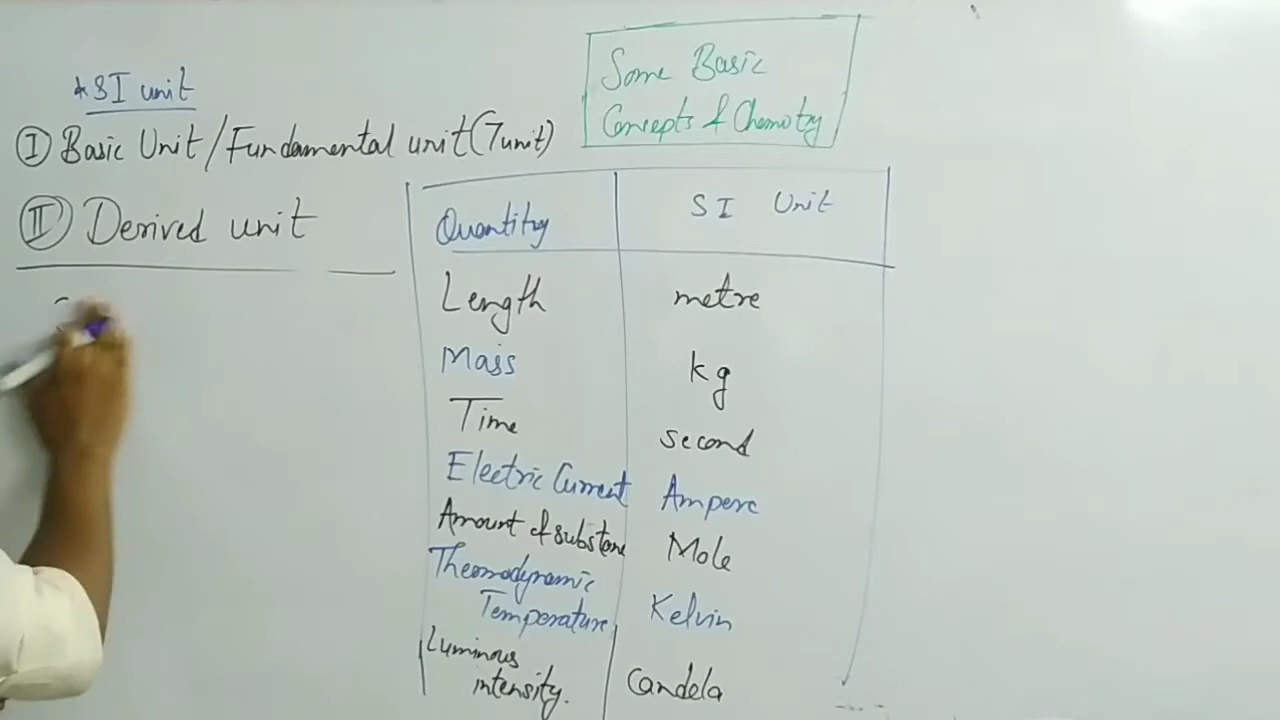 Some Basic
Concepts of Chemistry
* SI unit
I Basic Unit/Fundamental unit (7 unit)
II Derived unit
Quantity SI Unit
Length metre
Mass kg
Time second
Electric Current Ampere
Amount of substane Mole
Thermodynamic
Temperature Kelvin
Luminous
intensity. Candela